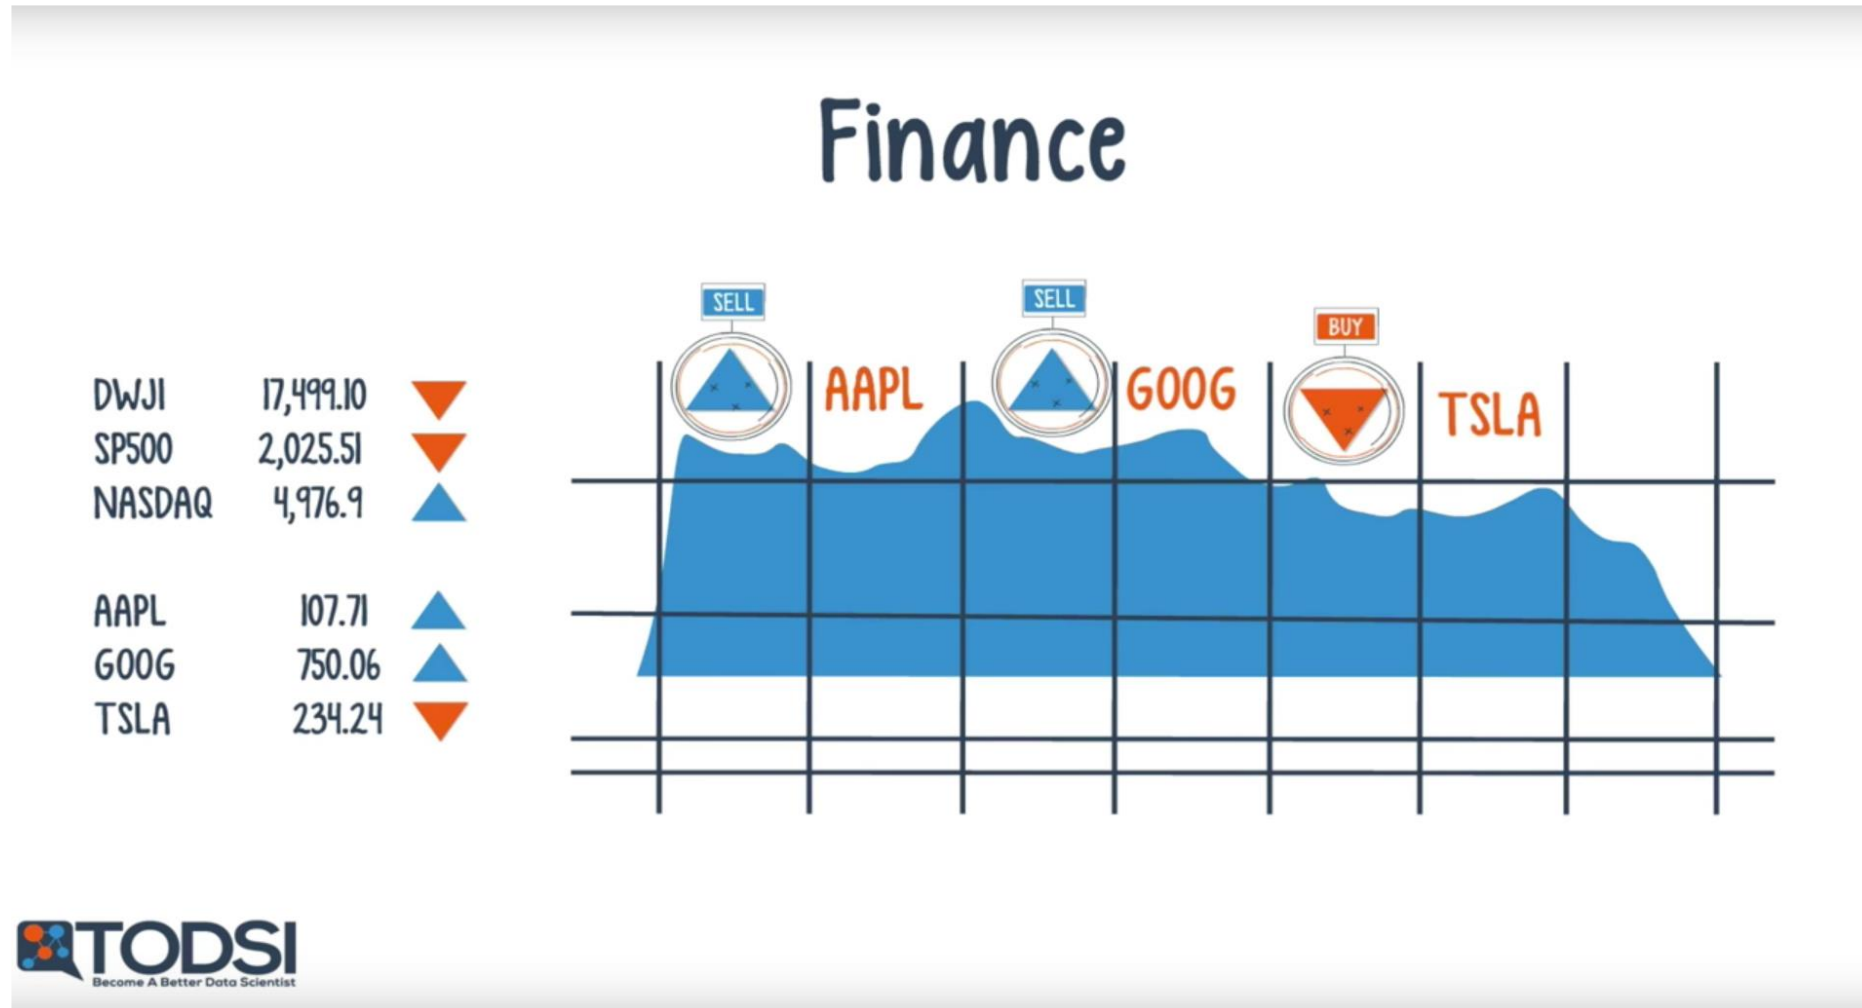 Finance
SELL
SELL
BUY
AAPL
GOOG
TSLA
DWJI 17,499.10
SP500 2,025.51
NASDAQ 4,976.9
AAPL 107.71
GOOG 750.06
TSLA 234.24
TODSI
Become A Better Data Scientist